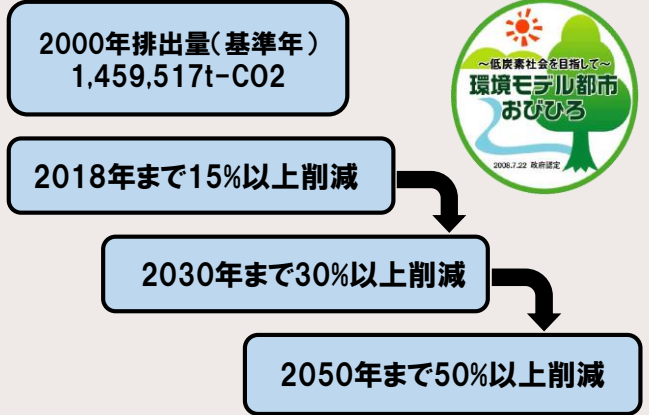 2000年排出量(基準年)
1,459,517t-CO2
～低炭素社会を目指して～
環境モデル都市
おびひろ
2008.7.22 政府認定
2018年まで15%以上削減
2030年まで30%以上削減
2050年まで50%以上削減